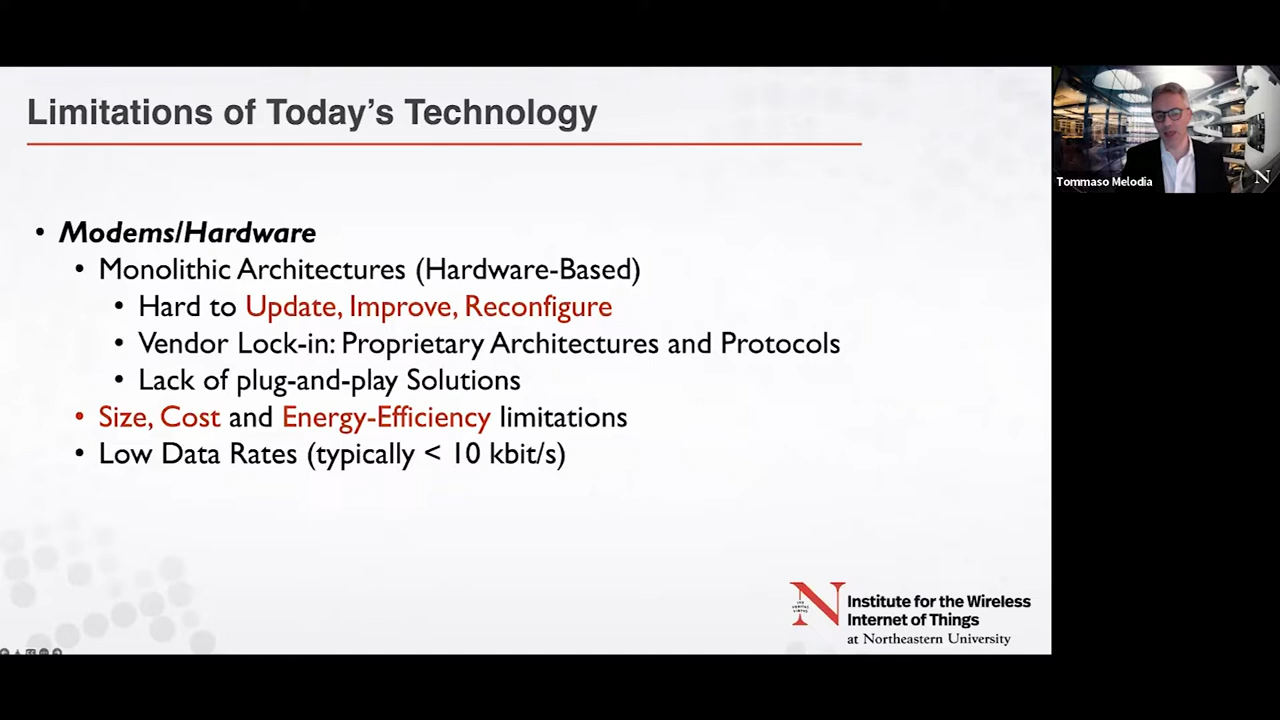 Limitations of Today's Technology
Tommaso Melodia
N
• Modems/Hardware
• Monolithic Architectures (Hardware-Based)
• Hard to Update, Improve, Reconfigure
• Vendor Lock-in: Proprietary Architectures and Protocols
• Lack of plug-and-play Solutions
• Size, Cost and Energy-Efficiency limitations
• Low Data Rates (typically < 10 kbit/s)
N
Institute for the Wireless
Internet of Things
at Northeastern University